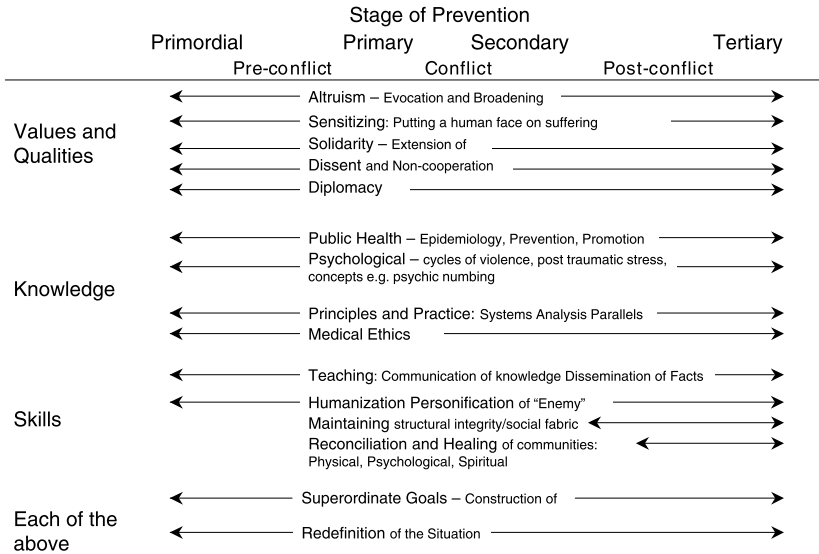 Stage of Prevention
Primordial Primary Secondary Tertiary
Pre-conflict Conflict Post-conflict
Values and
Qualities
Altruism – Evocation and Broadening
Sensitizing: Putting a human face on suffering
Solidarity – Extension of
Dissent and Non-cooperation
Diplomacy
Knowledge
Public Health – Epidemiology, Prevention, Promotion
Psychological – cycles of violence, post traumatic stress,
concepts e.g. psychic numbing
Principles and Practice: Systems Analysis Parallels
Medical Ethics
Skills
Teaching: Communication of knowledge Dissemination of Facts
Humanization Personification of “Enemy”
Maintaining structural integrity/social fabric
Reconciliation and Healing of communities:
Physical, Psychological, Spiritual
Each of the
above
Superordinate Goals – Construction of
Redefinition of the Situation